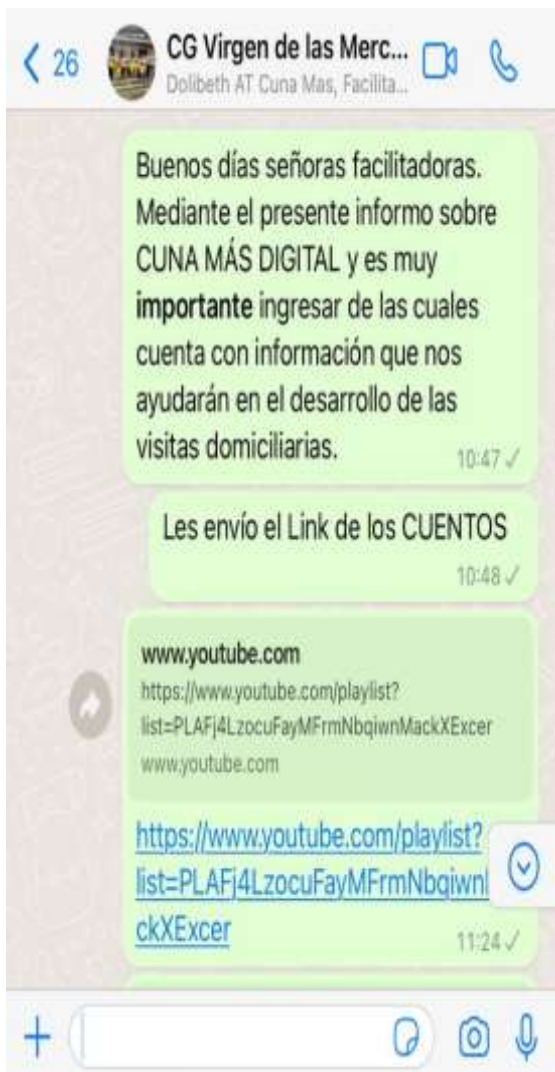 26
CG Virgen de las Merc...
Dolibeth AT Cuna Mas, Facilita...
Buenos días señoras facilitadoras.
Mediante el presente informo sobre
CUNA MÁS DIGITAL y es muy
importante ingresar de las cuales
cuenta con información que nos
ayudarán en el desarrollo de las
visitas domiciliarias.
10:47
Les envío el Link de los CUENTOS
10:48
www.youtube.com
https://www.youtube.com/playlist?
list=PLAFj4LzocuFayMFrmNbqiwnMackXExcer
www.youtube.com
https://www.youtube.com/playlist?
list=PLAFj4LzocuFayMFrmNbqiwn
ckXExcer
11:24